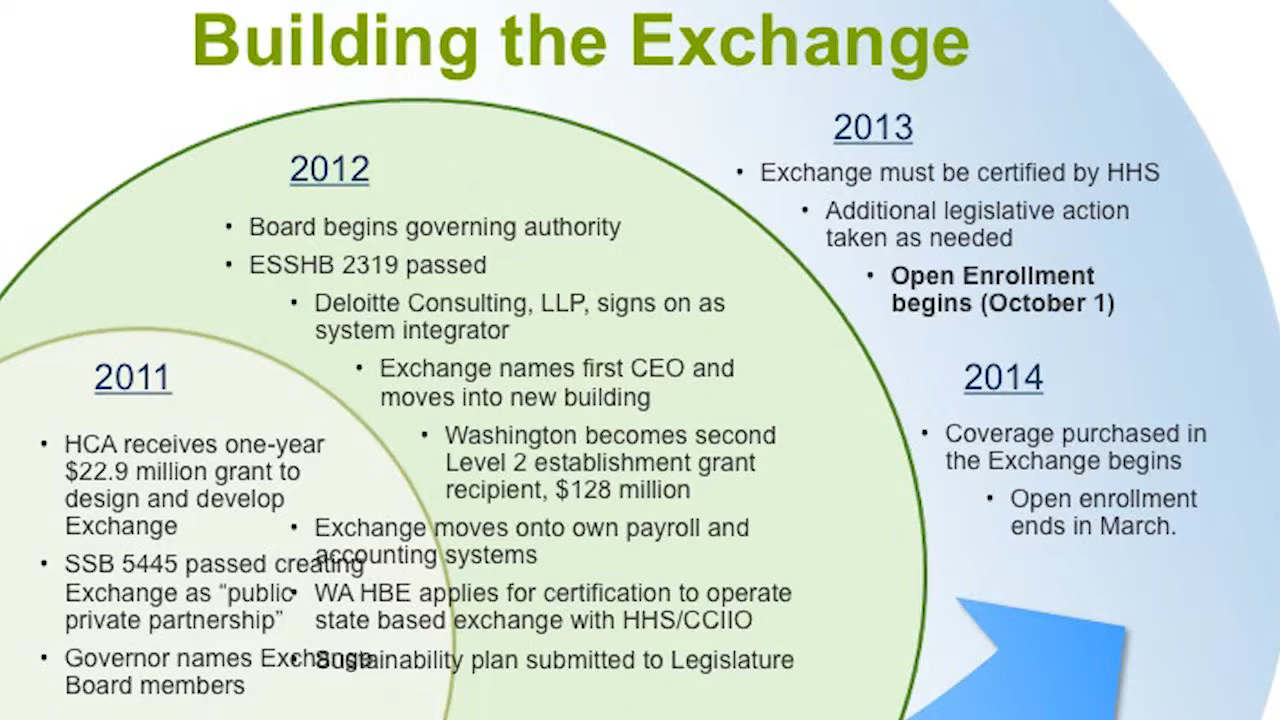 Building the Exchange
2011
• HCA receives one-year
$22.9 million grant to
design and develop
Exchange
• SSB 5445 passed creating
Exchange as “public
private partnership”
• Governor names Exchange
Board members
2012
• Board begins governing authority
• ESSHB 2319 passed
• Deloitte Consulting, LLP, signs on as
system integrator
• Exchange names first CEO and
moves into new building
• Washington becomes second
Level 2 establishment grant
recipient, $128 million
• Exchange moves onto own payroll and
accounting systems
• WA HBE applies for certification to operate
state based exchange with HHS/CCIIO
• Sustainability plan submitted to Legislature
2013
• Exchange must be certified by HHS
• Additional legislative action
taken as needed
• Open Enrollment
begins (October 1)
2014
• Coverage purchased in
the Exchange begins
• Open enrollment
ends in March.